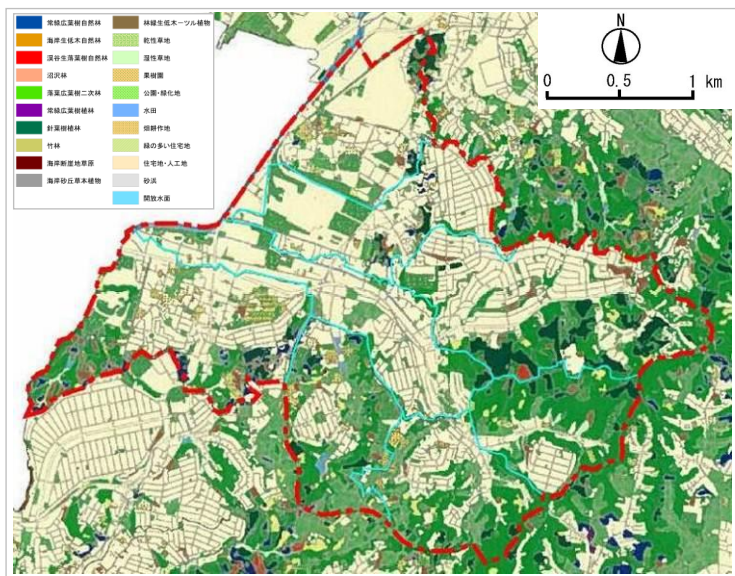 常緑広葉樹自然林
海岸生低木自然林
渓谷生落葉樹自然林
沼沢林
落葉広葉樹二次林
常緑広葉樹植林
針葉樹植林
竹林
海岸断崖地草原
海岸砂丘草本植物
林縁生低木ーツル植物
乾性草地
湿性草地
果樹園
公園・緑化地
水田
畑耕作地
緑の多い住宅地
住宅地・人工地
砂浜
開放水面
N
0 0.5 1 km